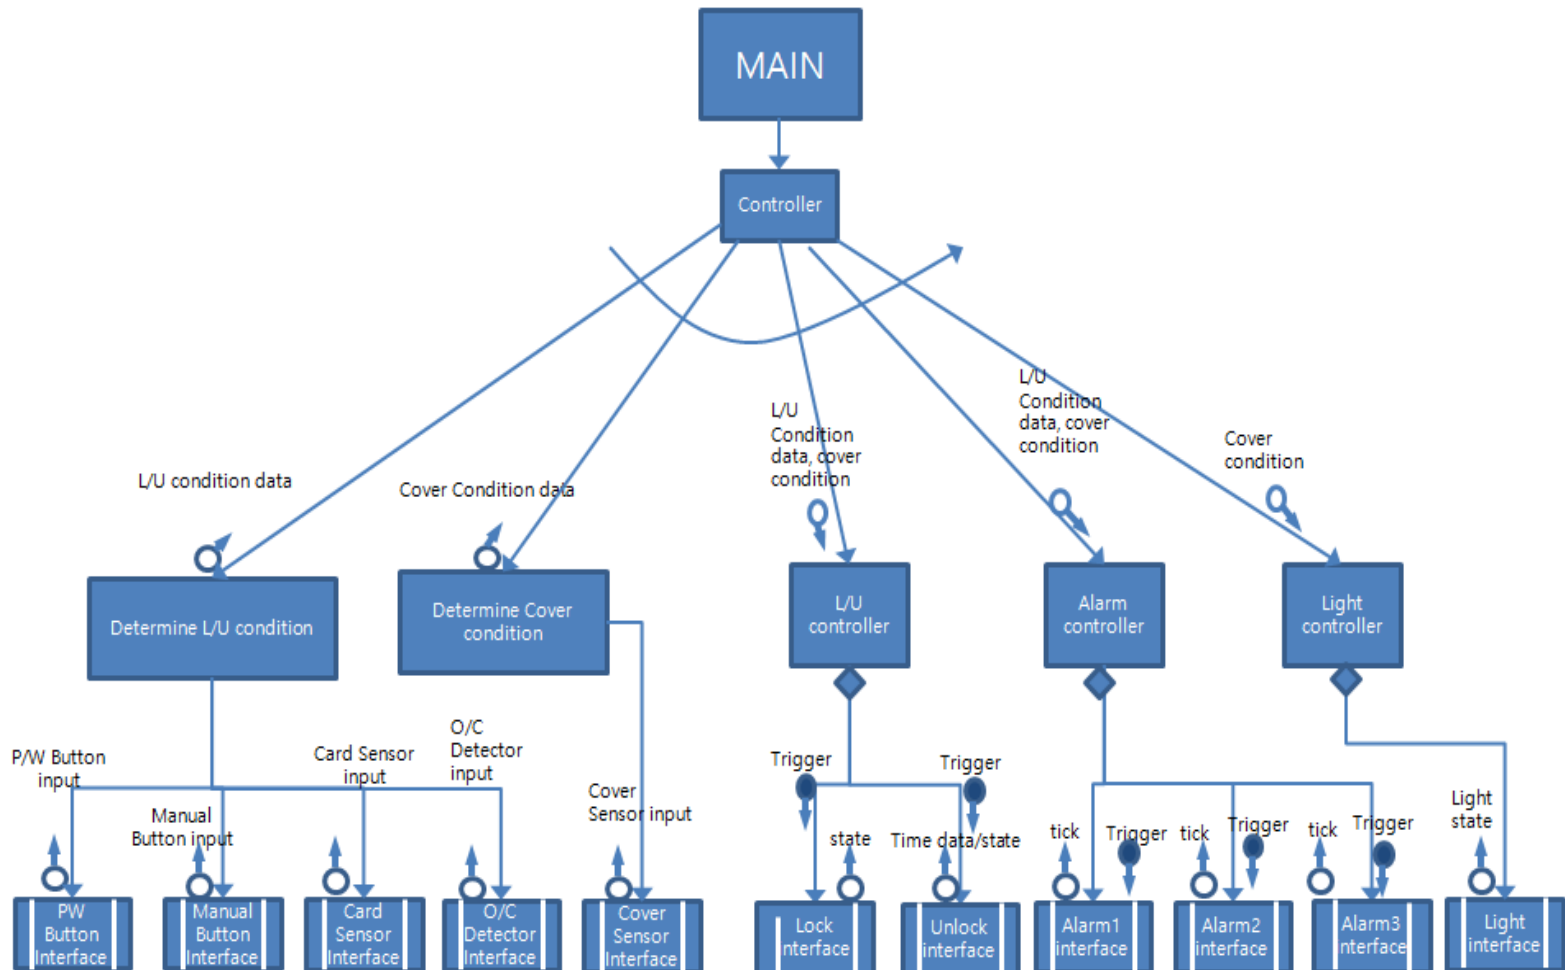 MAIN
Controller
L/U
Condition
data, cover
condition
L/U
Condition
data, cover
condition
Cover
condition
L/U condition data
Cover Condition data
Determine L/U condition
Determine Cover
condition
L/U
controller
Alarm
controller
Light
controller
P/W Button
input
Manual
Button input
Card Sensor
input
O/C
Detector
input
Cover
Sensor input
Trigger
state
Trigger
Time data/state
tick
Trigger
tick
Trigger
tick
Trigger
Light
state
PW
Button
Interface
Manual
Button
Interface
Card
Sensor
Interface
O/C
Detector
Interface
Cover
Sensor
Interface
Lock
interface
Unlock
interface
Alarm1
interface
Alarm2
interface
Alarm3
interface
Light
interface